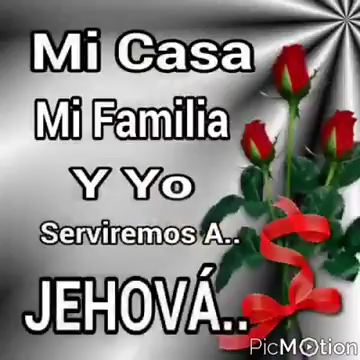 Mi Casa
Mi Familia
Y Yo
Serviremos A..
JEHOVÁ..
PicMOtion